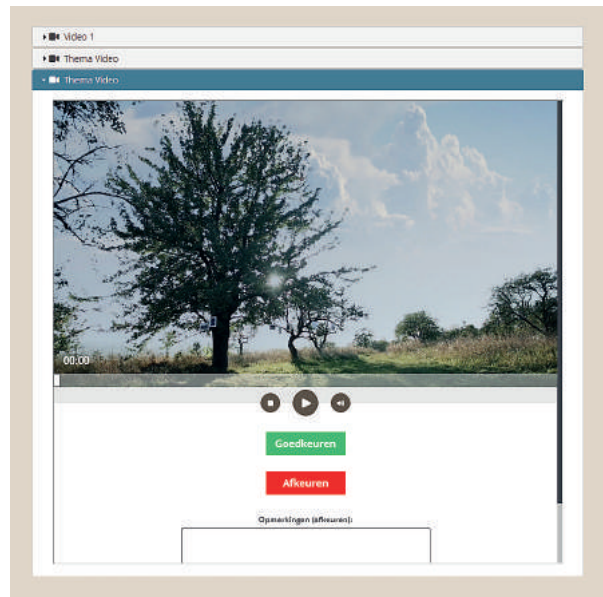 Video 1
Thema Video
Thema Video
00:00
Goedkeuren
Afkeuren
Opmerkingen (afkeuren):